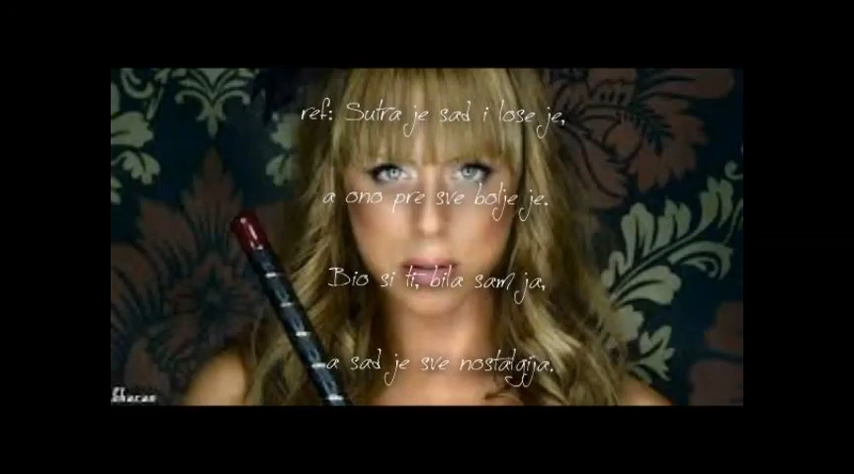 ref: Sutra je sad i lose je,
a ono pre sve bolje je.
Bio si ti, bila sam ja,
a sad je sve nostalgija.